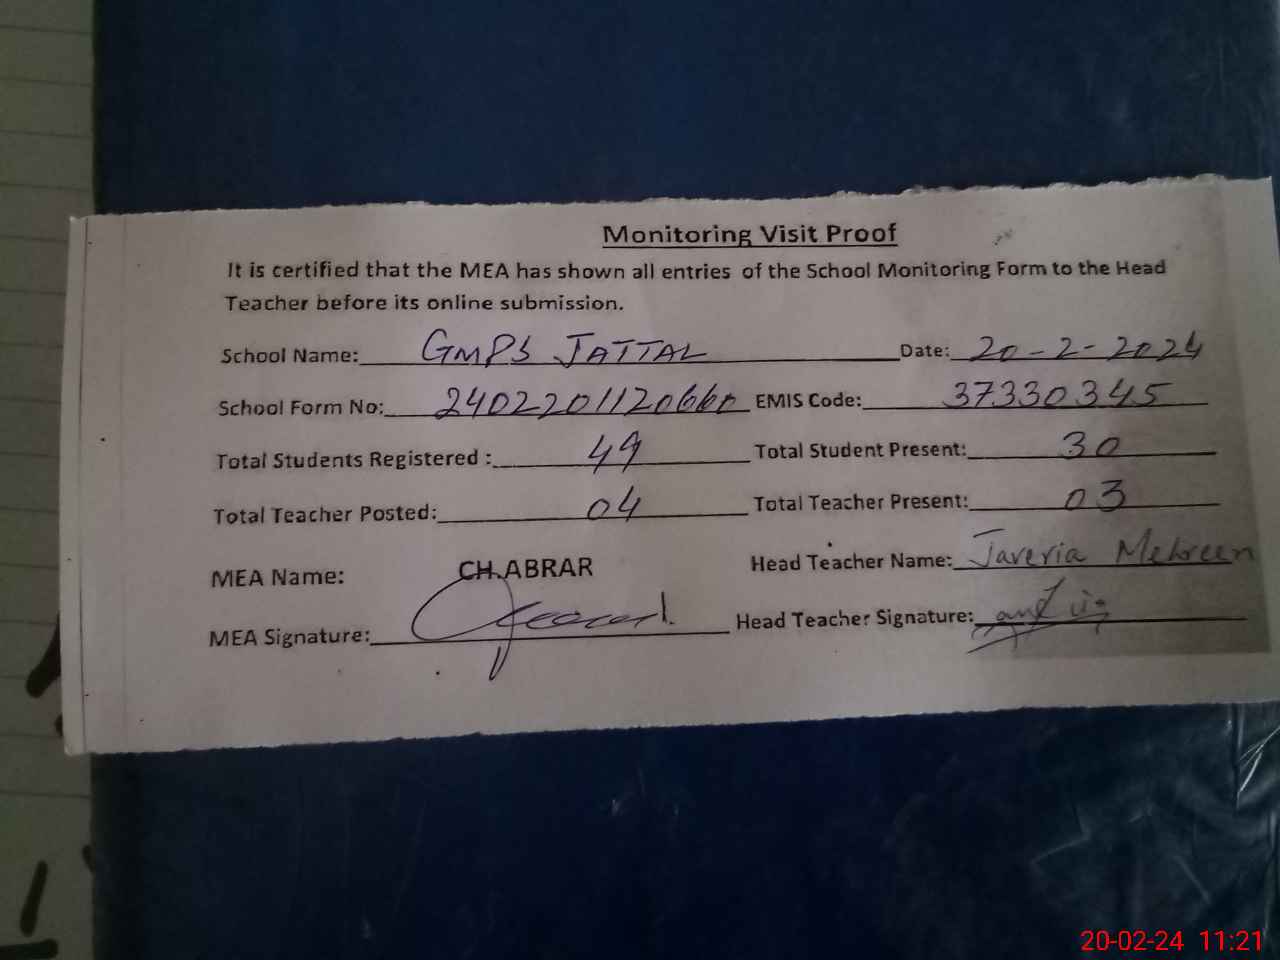 Monitoring Visit Proof
It is certified that the MEA has shown all entries of the School Monitoring Form to the Head
Teacher before its online submission.
School Name: GMPS JATTAL Date: 20-2-2024
School Form No: 2402201120660 EMIS Code: 37330345
Total Students Registered : 49 Total Student Present: 30
Total Teacher Posted: 04 Total Teacher Present: 03
MEA Name: CH.ABRAR Head Teacher Name: Javeria Mehreen
MEA Signature: Head Teacher Signature:
20-02-24 11:21